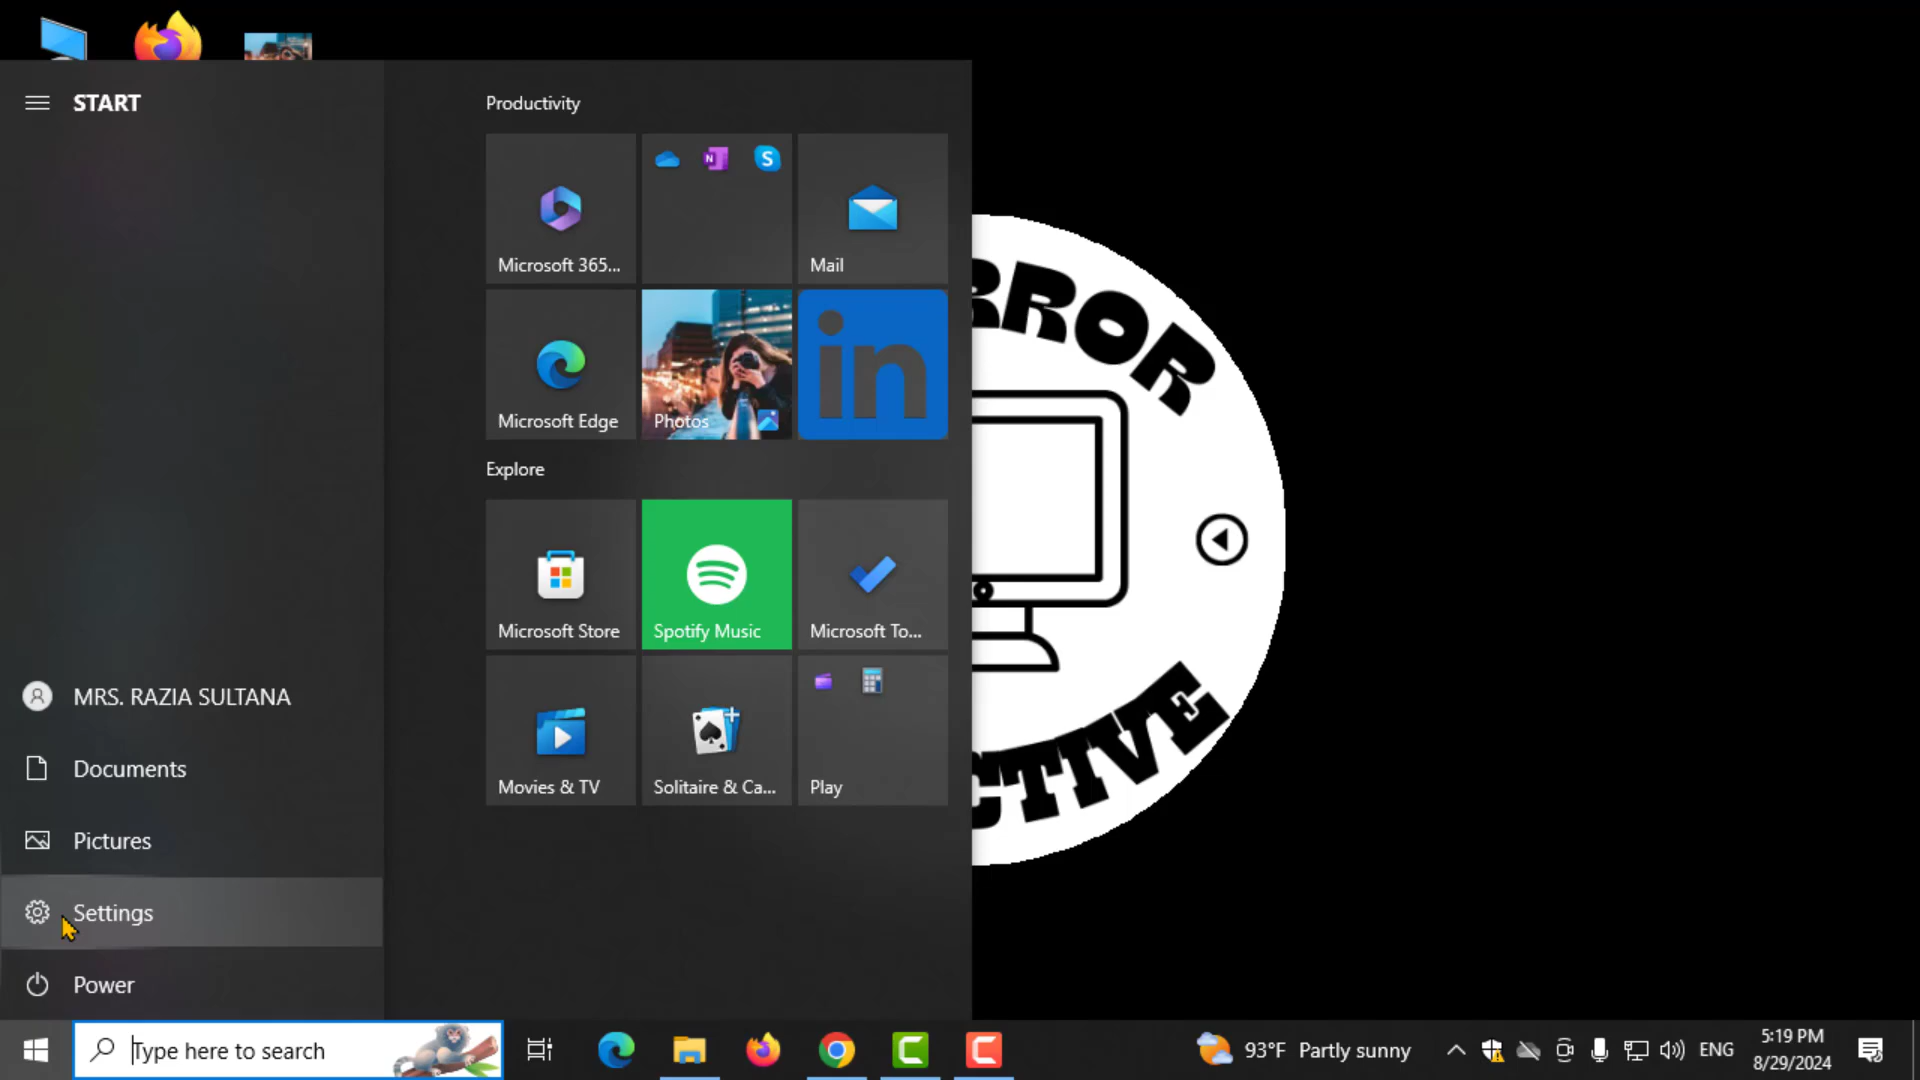 START
Productivity
Microsoft 365...
Mail
Microsoft Edge
Photos
in
Explore
Microsoft Store
Spotify Music
Microsoft To...
Movies & TV
Solitaire & Ca...
Play
MRS. RAZIA SULTANA
Documents
Pictures
Settings
Power
Type here to search
93°F Partly sunny
ENG
5:19 PM
8/29/2024